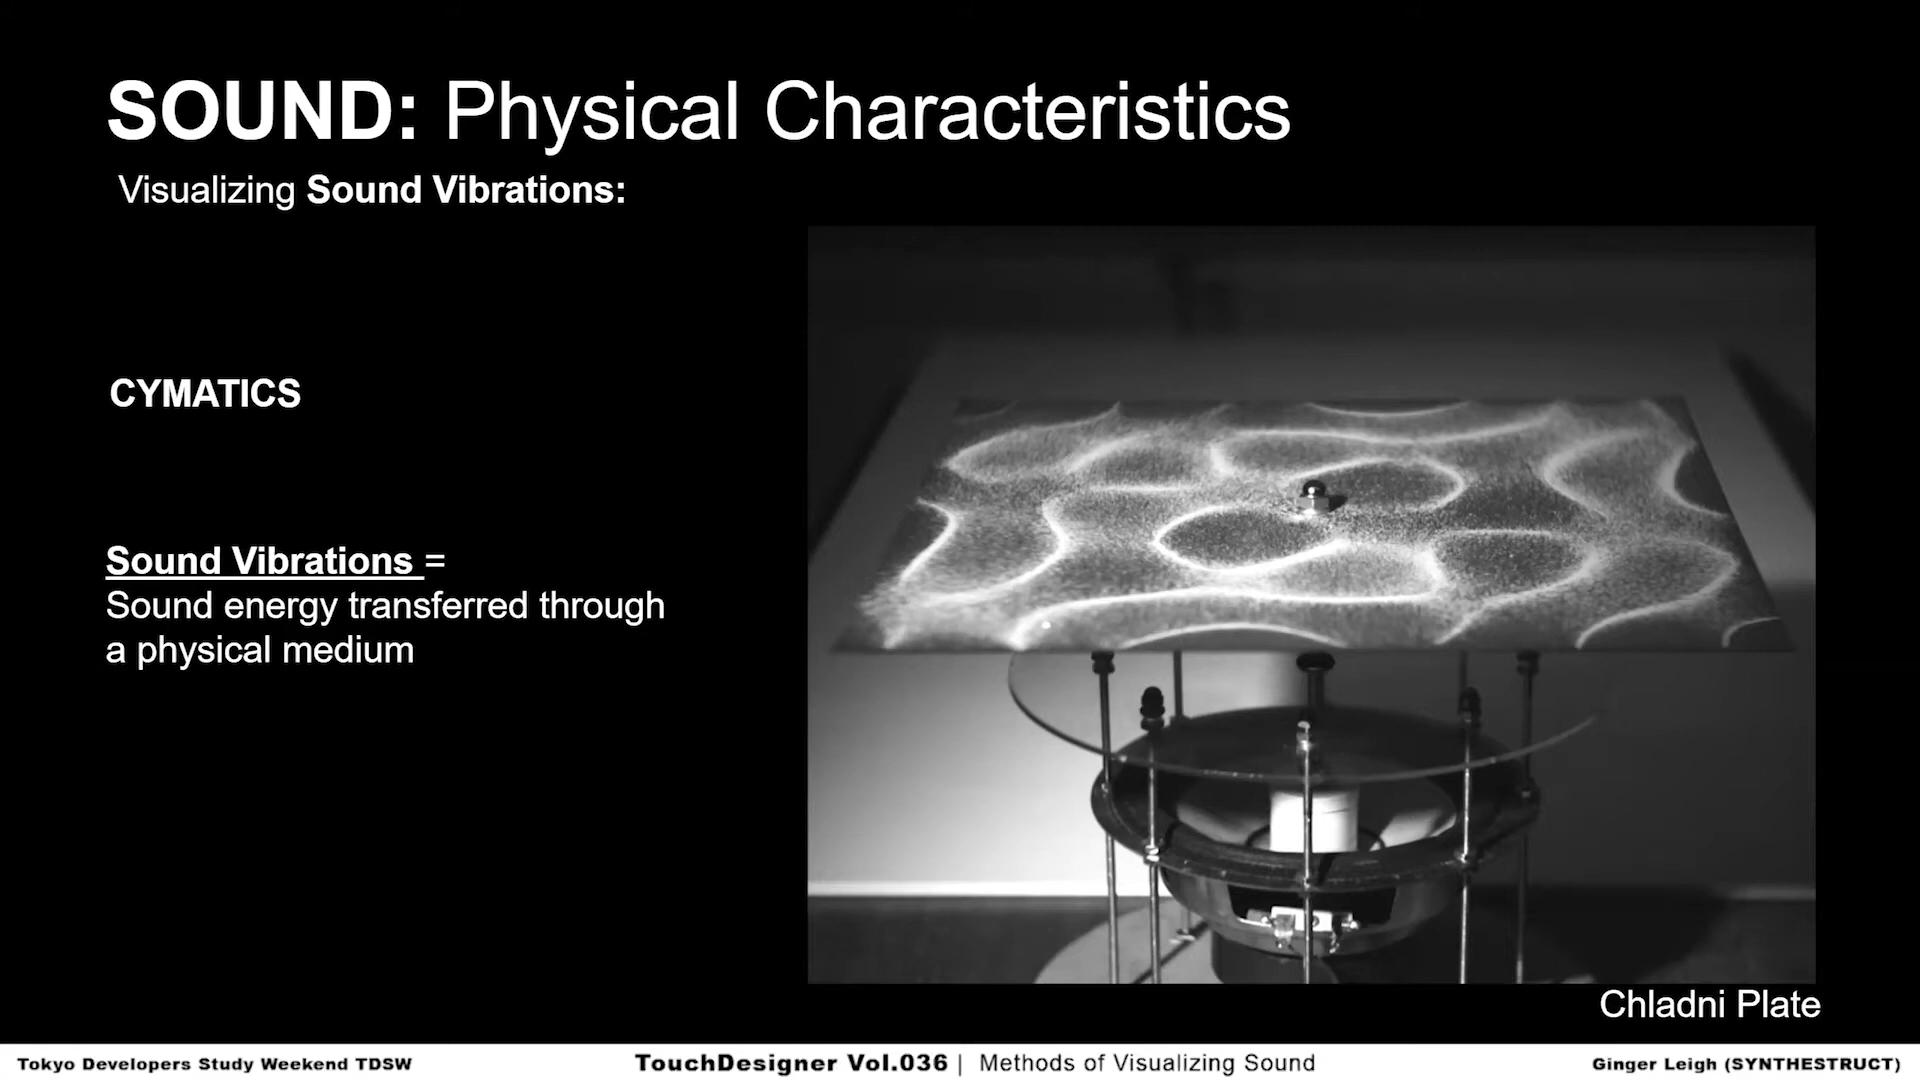 SOUND: Physical Characteristics
Visualizing Sound Vibrations:
CYMATICS
Sound Vibrations =
Sound energy transferred through
a physical medium
Chladni Plate
Tokyo Developers Study Weekend TDSW
TouchDesigner Vol.036 | Methods of Visualizing Sound
Ginger Leigh (SYNTHESTRUCT)